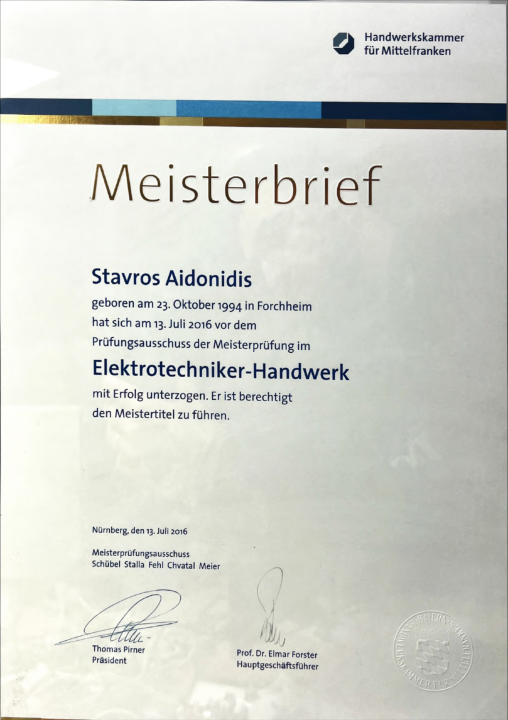 Handwerkskammer
für Mittelfranken
Meisterbrief
Stavros Aidonidis
geboren am 23. Oktober 1994 in Forchheim
hat sich am 13. Juli 2016 vor dem
Prüfungsausschuss der Meisterprüfung im
Elektrotechniker-Handwerk
mit Erfolg unterzogen. Er ist berechtigt
den Meistertitel zu führen.
Nürnberg, den 13. Juli 2016
Meisterprüfungsausschuss
Schübel Stalla Fehl Chvatal Meier
Thomas Pirner
Präsident
Prof. Dr. Elmar Forster
Hauptgeschäftsführer